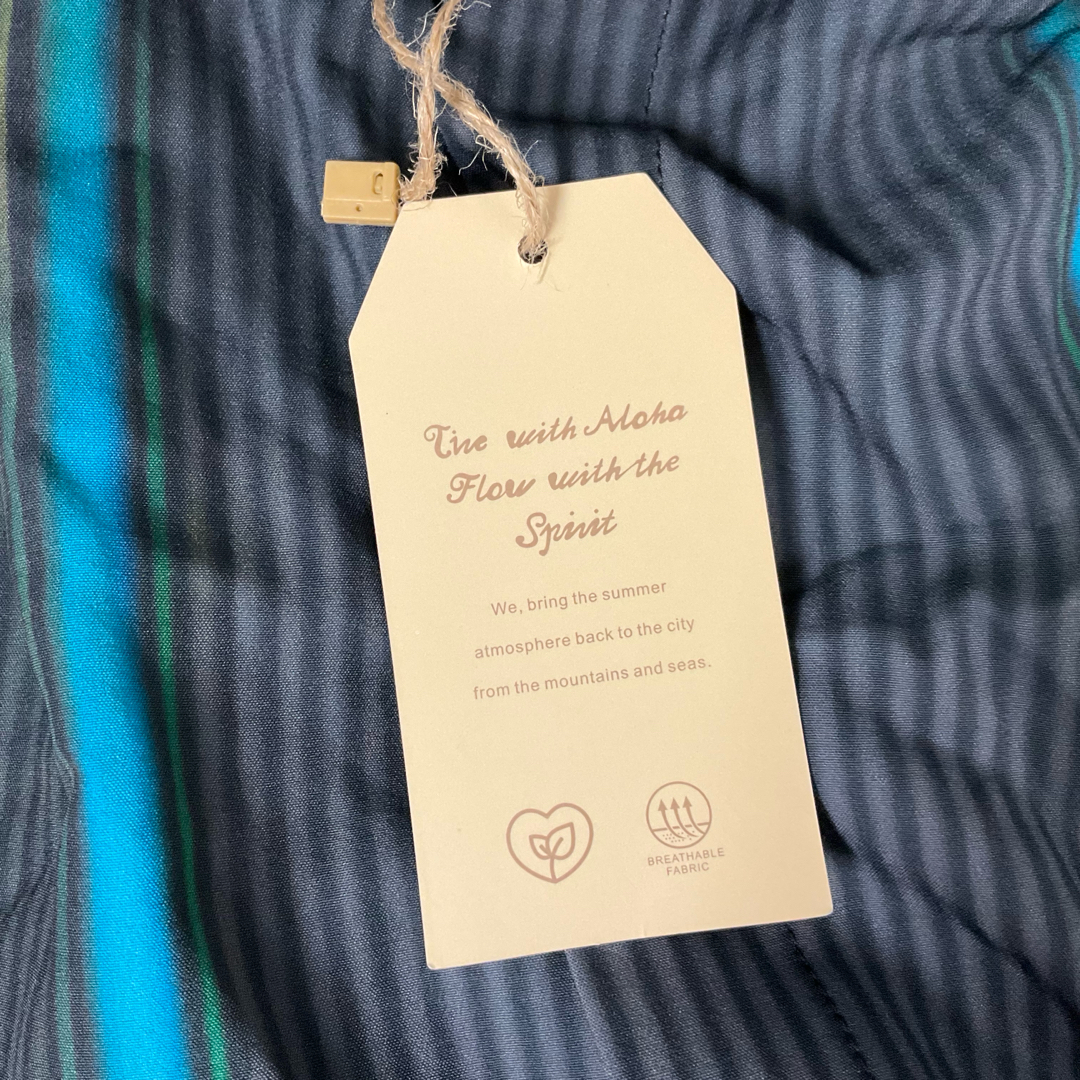 Live with Aloha
Flow with the
Spirit
We, bring the summer
atmosphere back to the city
from the mountains and seas.
BREATHABLE
FABRIC